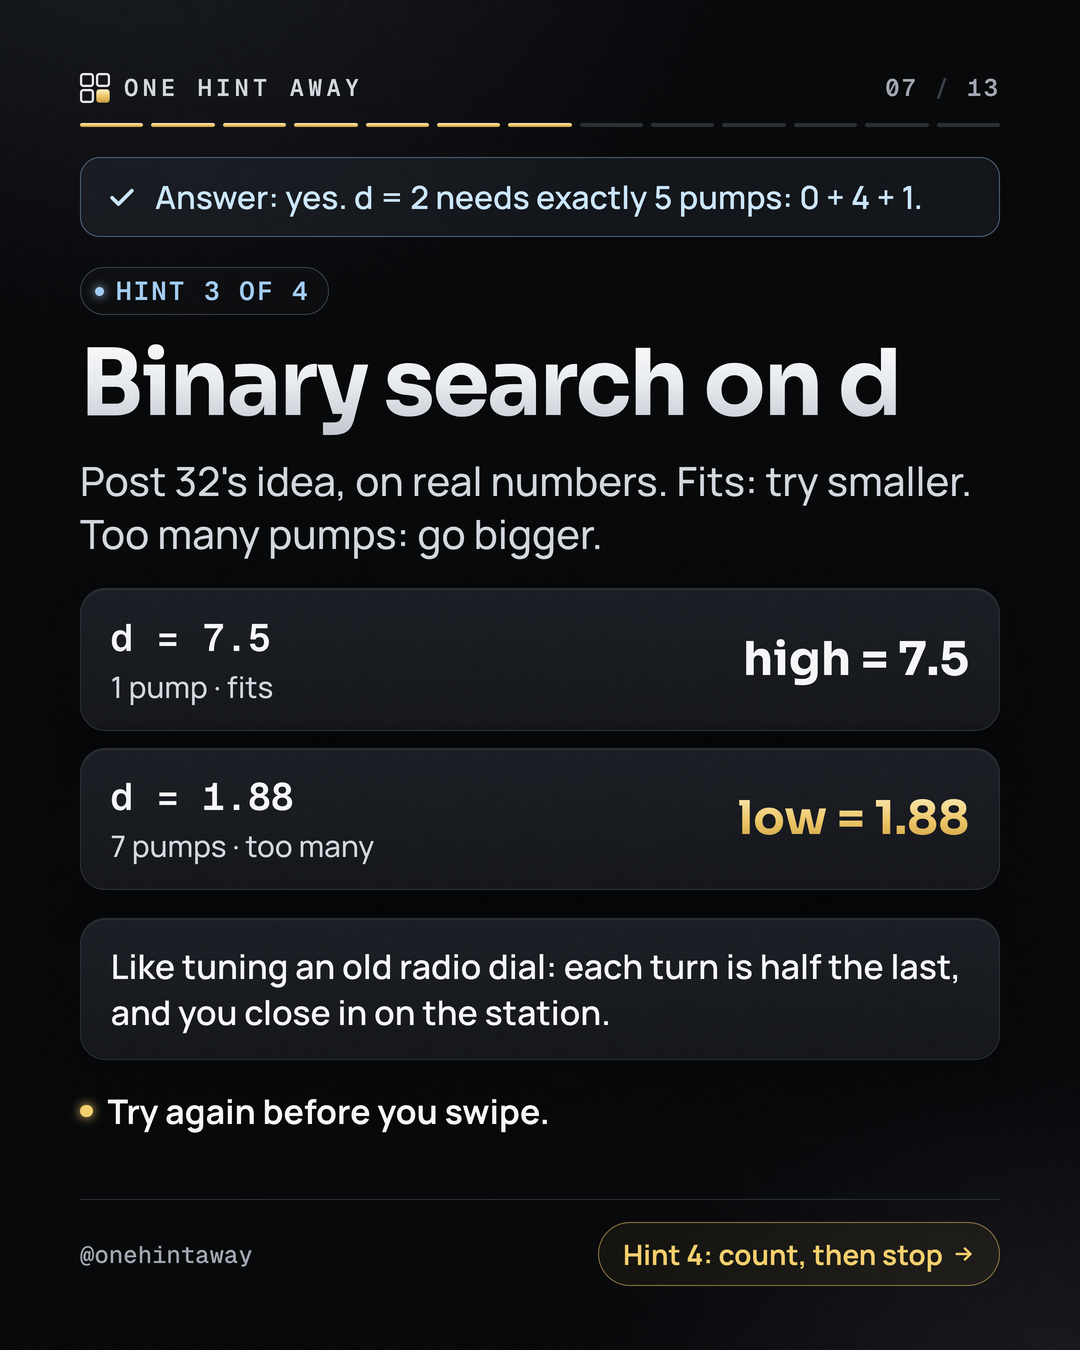 ONE HINT AWAY
07 / 13
Answer: yes. d = 2 needs exactly 5 pumps: 0 + 4 + 1.
HINT 3 OF 4
Binary search on d
Post 32's idea, on real numbers. Fits: try smaller.
Too many pumps: go bigger.
d = 7.5
1 pump · fits
high = 7.5
d = 1.88
7 pumps · too many
low = 1.88
Like tuning an old radio dial: each turn is half the last,
and you close in on the station.
Try again before you swipe.
@onehintaway
Hint 4: count, then stop →